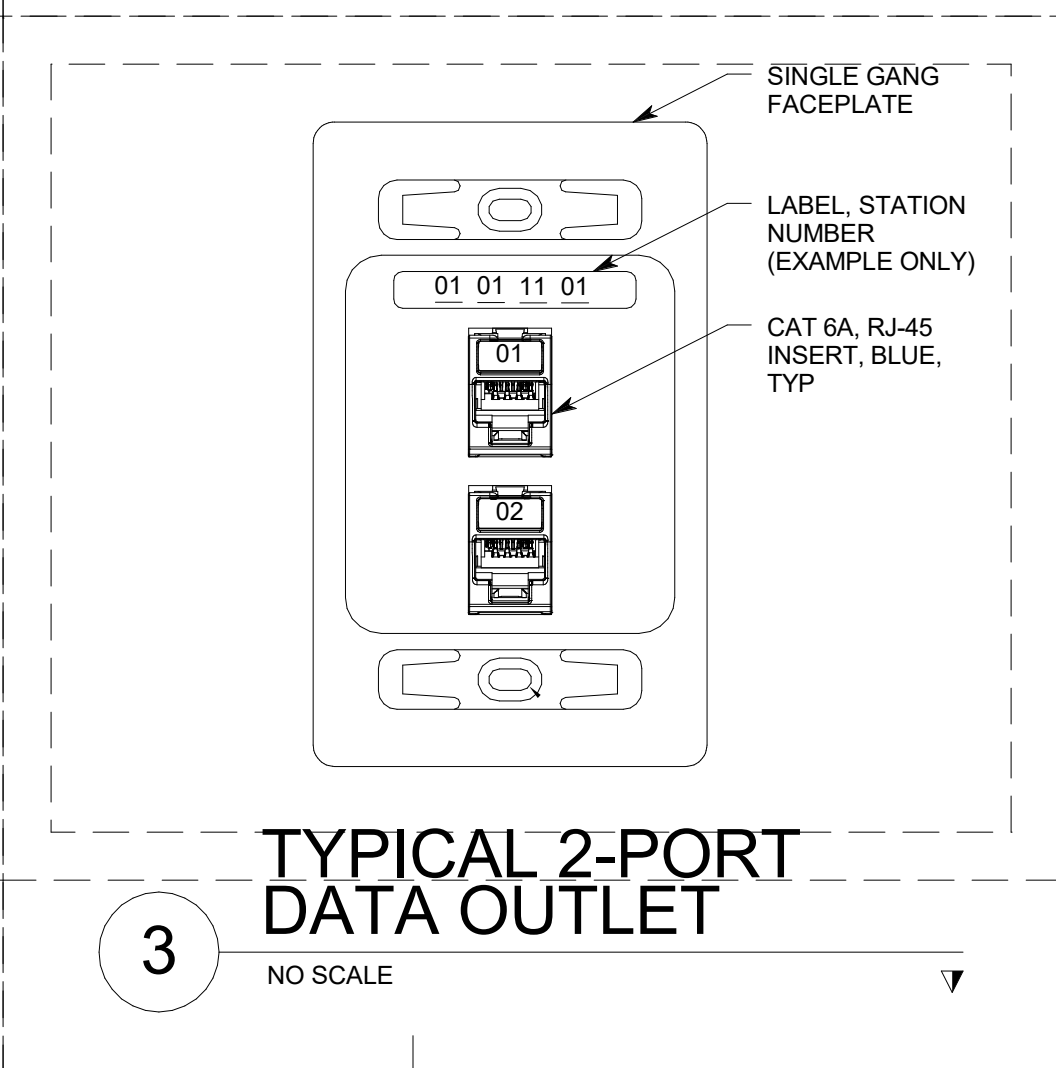 SINGLE GANG
FACEPLATE
LABEL, STATION
NUMBER
(EXAMPLE ONLY)
01 01 11 01
CAT 6A, RJ-45
INSERT, BLUE,
TYP
01
02
TYPICAL 2-PORT
DATA OUTLET
3
NO SCALE